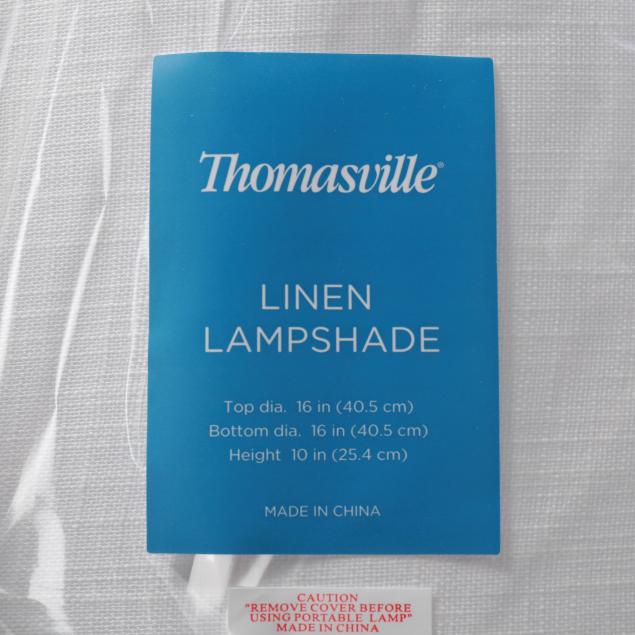 Thomasville®
LINEN
LAMPSHADE
Top dia. 16 in (40.5 cm)
Bottom dia. 16 in (40.5 cm)
Height 10 in (25.4 cm)
MADE IN CHINA
CAUTION
"REMOVE COVER BEFORE
USING PORTABLE LAMP"
MADE IN CHINA